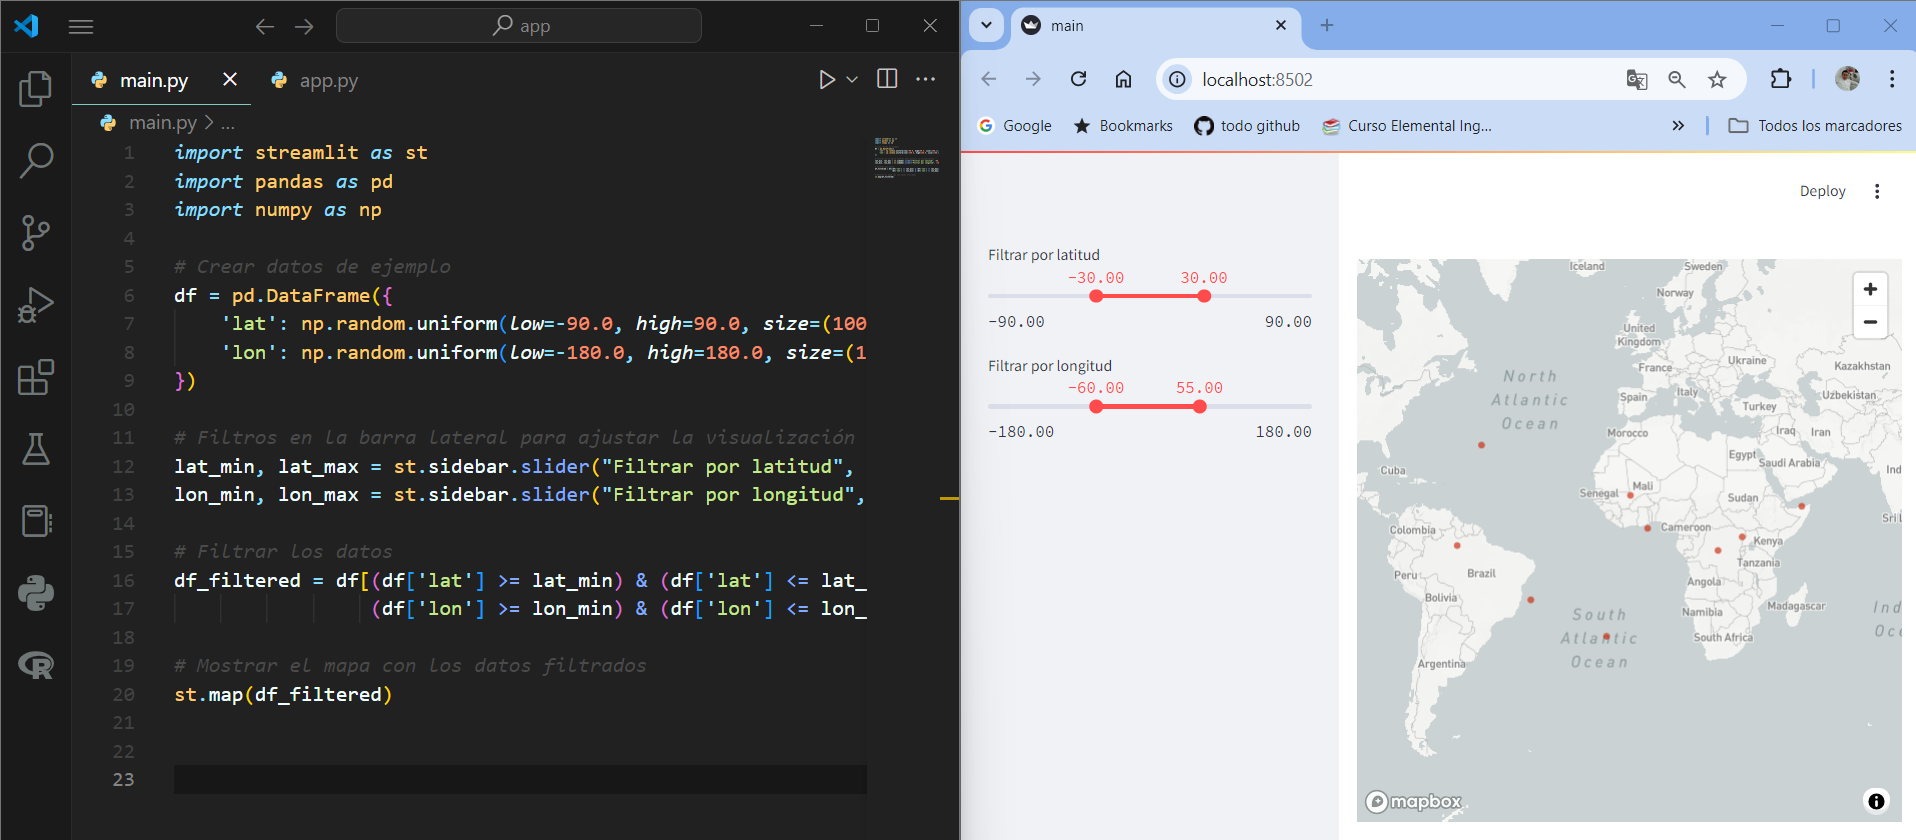 app
main.py
app.py
main.py > ...
1 import streamlit as st
2 import pandas as pd
3 import numpy as np
4
5 # Crear datos de ejemplo
6 df = pd.DataFrame({
7 'lat': np.random.uniform(low=-90.0, high=90.0, size=(100
8 'lon': np.random.uniform(low=-180.0, high=180.0, size=(1
9 })
10
11 # Filtros en la barra lateral para ajustar la visualización
12 lat_min, lat_max = st.sidebar.slider("Filtrar por latitud",
13 lon_min, lon_max = st.sidebar.slider("Filtrar por longitud",
14
15 # Filtrar los datos
16 df_filtered = df[(df['lat'] >= lat_min) & (df['lat'] <= lat_
17 (df['lon'] >= lon_min) & (df['lon'] <= lon_
18
19 # Mostrar el mapa con los datos filtrados
20 st.map(df_filtered)
21
22
23
main
localhost:8502
Google
Bookmarks
todo github
Curso Elemental Ing...
Todos los marcadores
Deploy
Filtrar por latitud
-30.00 30.00
-90.00 90.00
Filtrar por longitud
-60.00 55.00
-180.00 180.00
Iceland
Sweden
Norway
United
Kingdom
Ukraine
France
Kazakhstan
North
Atlantic
Ocean
Spain
Italy
Turkey
Uzbekistan
Morocco
Iraq
Iran
Egypt
Saudi Arabia
Cuba
Ind
Senegal
Mali
Sudan
Sri L
Colombia
Cameroon
Kenya
Peru
Brazil
Tanzania
Angola
Bolivia
Namibia
Madagascar
South
Atlantic
Ocean
Ind
Oce
South Africa
Argentina
mapbox